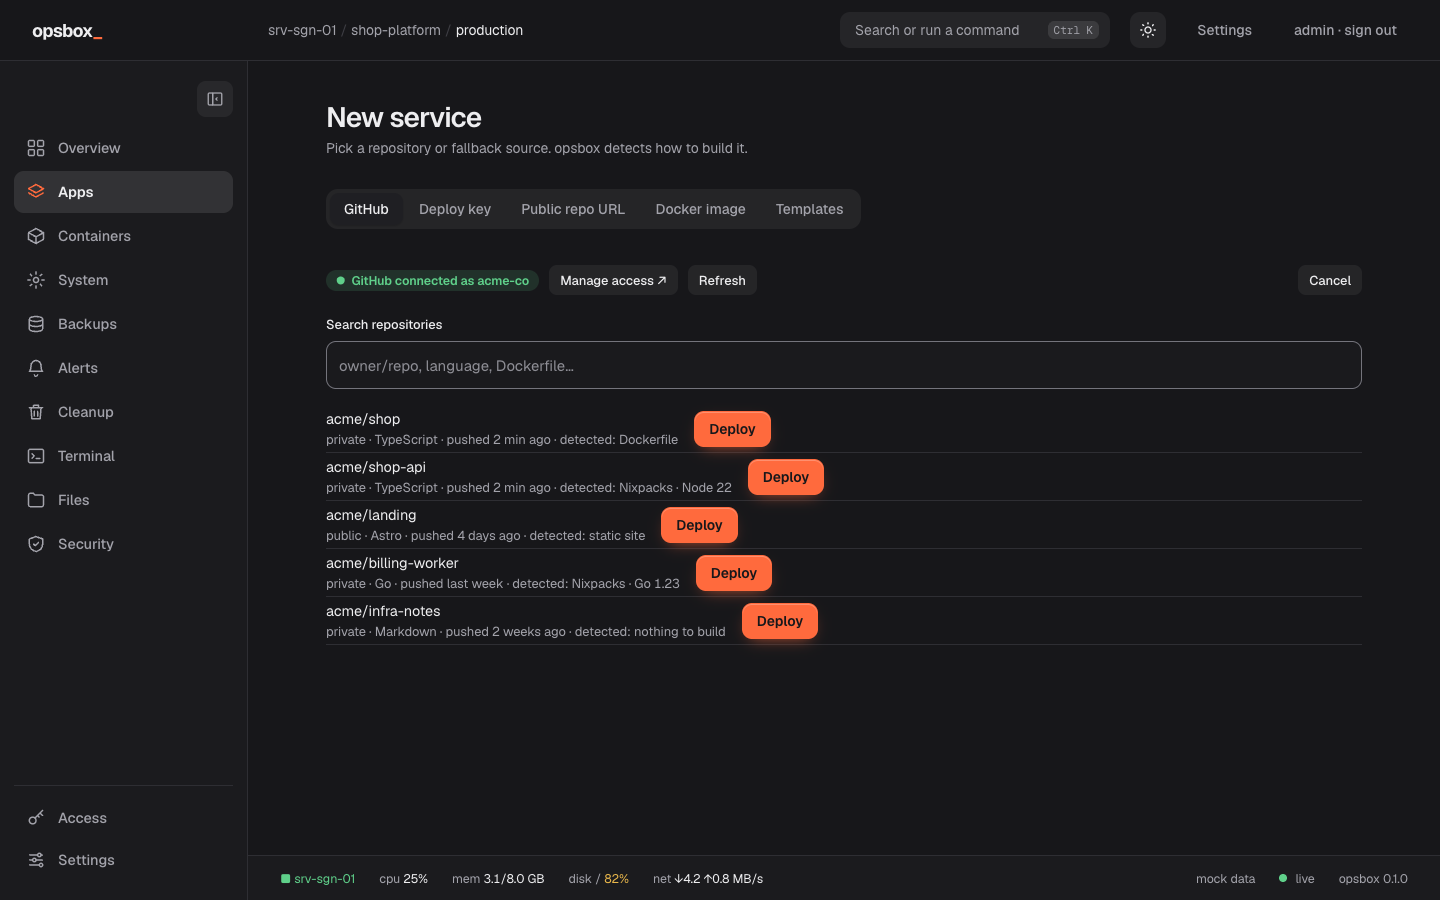 opsbox_
srv-sgn-01 / shop-platform / production
Search or run a command Ctrl K
Settings
admin · sign out
Overview
Apps
Containers
System
Backups
Alerts
Cleanup
Terminal
Files
Security
Access
Settings
New service
Pick a repository or fallback source. opsbox detects how to build it.
GitHub Deploy key Public repo URL Docker image Templates
GitHub connected as acme-co Manage access ↗ Refresh Cancel
Search repositories
owner/repo, language, Dockerfile…
acme/shop
private · TypeScript · pushed 2 min ago · detected: Dockerfile
Deploy
acme/shop-api
private · TypeScript · pushed 2 min ago · detected: Nixpacks · Node 22
Deploy
acme/landing
public · Astro · pushed 4 days ago · detected: static site
Deploy
acme/billing-worker
private · Go · pushed last week · detected: Nixpacks · Go 1.23
Deploy
acme/infra-notes
private · Markdown · pushed 2 weeks ago · detected: nothing to build
Deploy
srv-sgn-01 cpu 25% mem 3.1/8.0 GB disk / 82% net ↓4.2 ↑0.8 MB/s mock data live opsbox 0.1.0